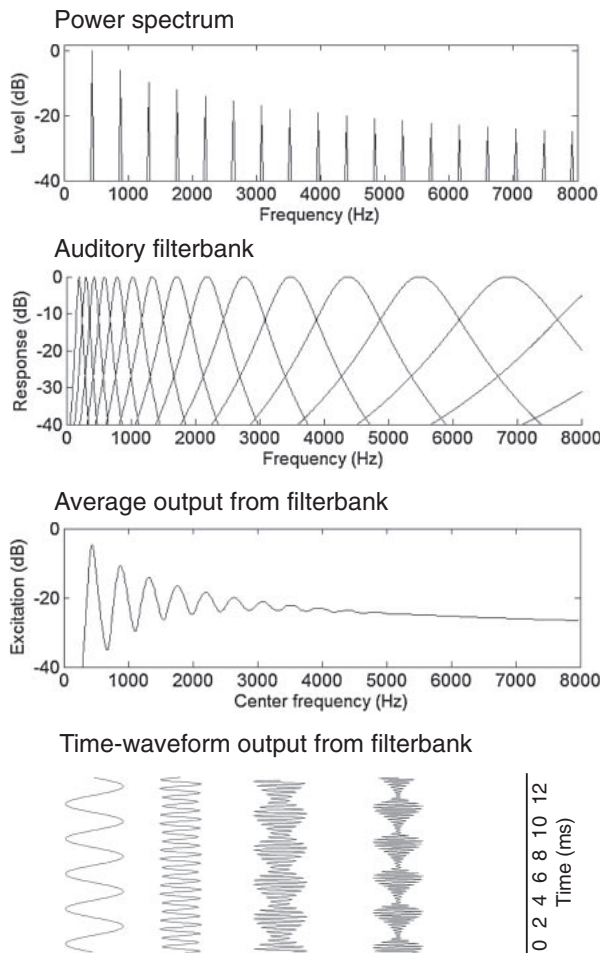 Power spectrum
0
-20
-40
Level (dB)
0 1000 2000 3000 4000 5000 6000 7000 8000
Frequency (Hz)
Auditory filterbank
0
-10
-20
-30
-40
Response (dB)
0 1000 2000 3000 4000 5000 6000 7000 8000
Frequency (Hz)
Average output from filterbank
0
-20
-40
Excitation (dB)
0 1000 2000 3000 4000 5000 6000 7000 8000
Center frequency (Hz)
Time-waveform output from filterbank
0 2 4 6 8 10 12
Time (ms)